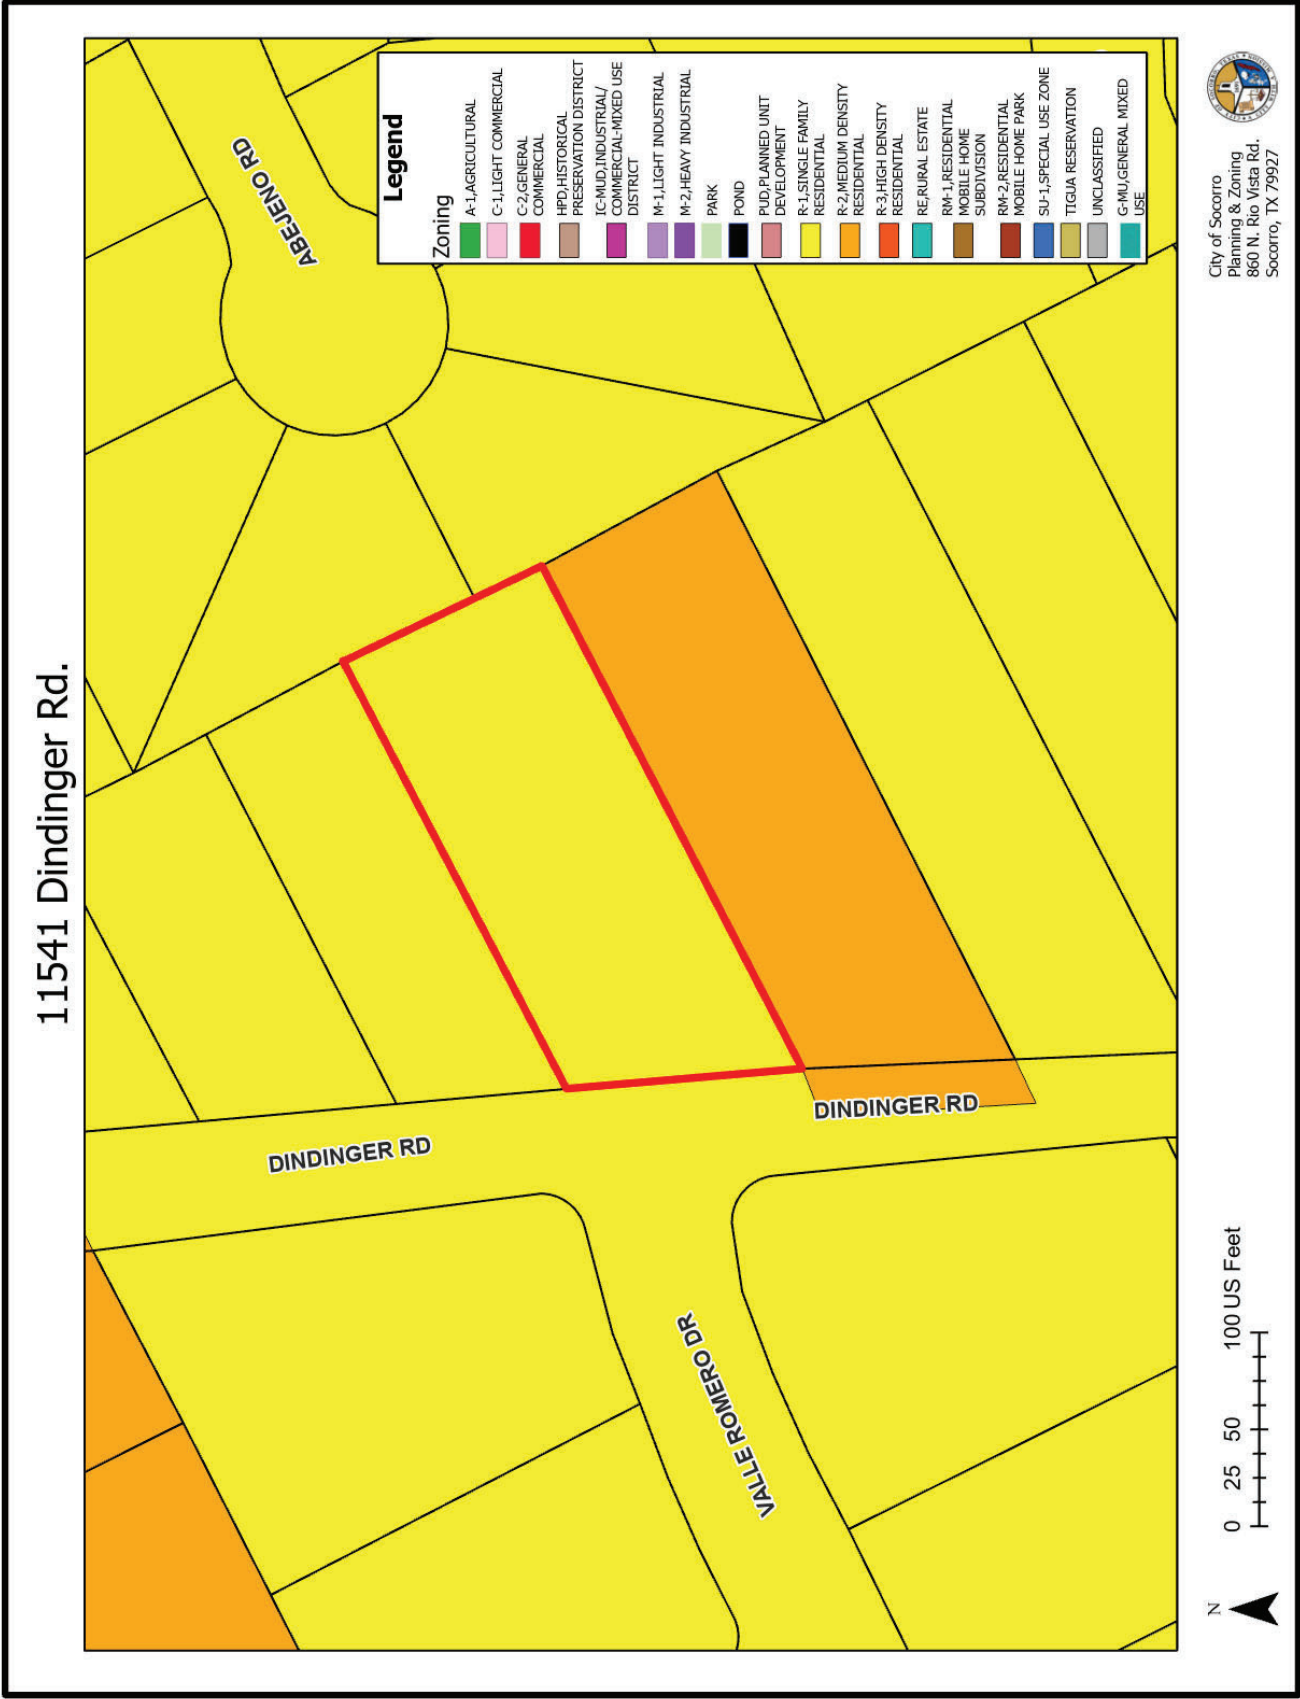 11541 Dindinger Rd.
ABEJENO RD
DINDINGER RD
DINDINGER RD
VALLE ROMERO DR
Legend
Zoning
A-1,AGRICULTURAL
C-1,LIGHT COMMERCIAL
C-2,GENERAL
COMMERCIAL
HPD,HISTORICAL
PRESERVATION DISTRICT
IC-MUD,INDUSTRIAL/
COMMERCIAL-MIXED USE
DISTRICT
M-1,LIGHT INDUSTRIAL
M-2,HEAVY INDUSTRIAL
PARK
POND
PUD,PLANNED UNIT
DEVELOPMENT
R-1,SINGLE FAMILY
RESIDENTIAL
R-2,MEDIUM DENSITY
RESIDENTIAL
R-3,HIGH DENSITY
RESIDENTIAL
RE,RURAL ESTATE
RM-1,RESIDENTIAL
MOBILE HOME
SUBDIVISION
RM-2,RESIDENTIAL
MOBILE HOME PARK
SU-1,SPECIAL USE ZONE
TIGUA RESERVATION
UNCLASSIFIED
G-MU,GENERAL MIXED
USE
N
0 25 50 100 US Feet
City of Socorro
Planning & Zoning
860 N. Rio Vista Rd.
Socorro, TX 79927